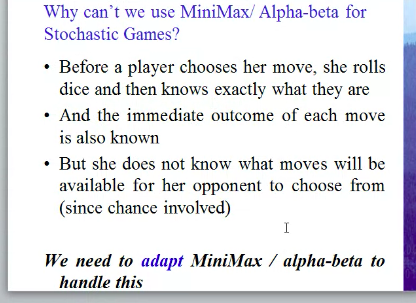 Why can't we use MiniMax/ Alpha-beta for
Stochastic Games?
• Before a player chooses her move, she rolls
dice and then knows exactly what they are
• And the immediate outcome of each move
is also known
• But she does not know what moves will be
available for her opponent to choose from
(since chance involved)
We need to adapt MiniMax / alpha-beta to
handle this